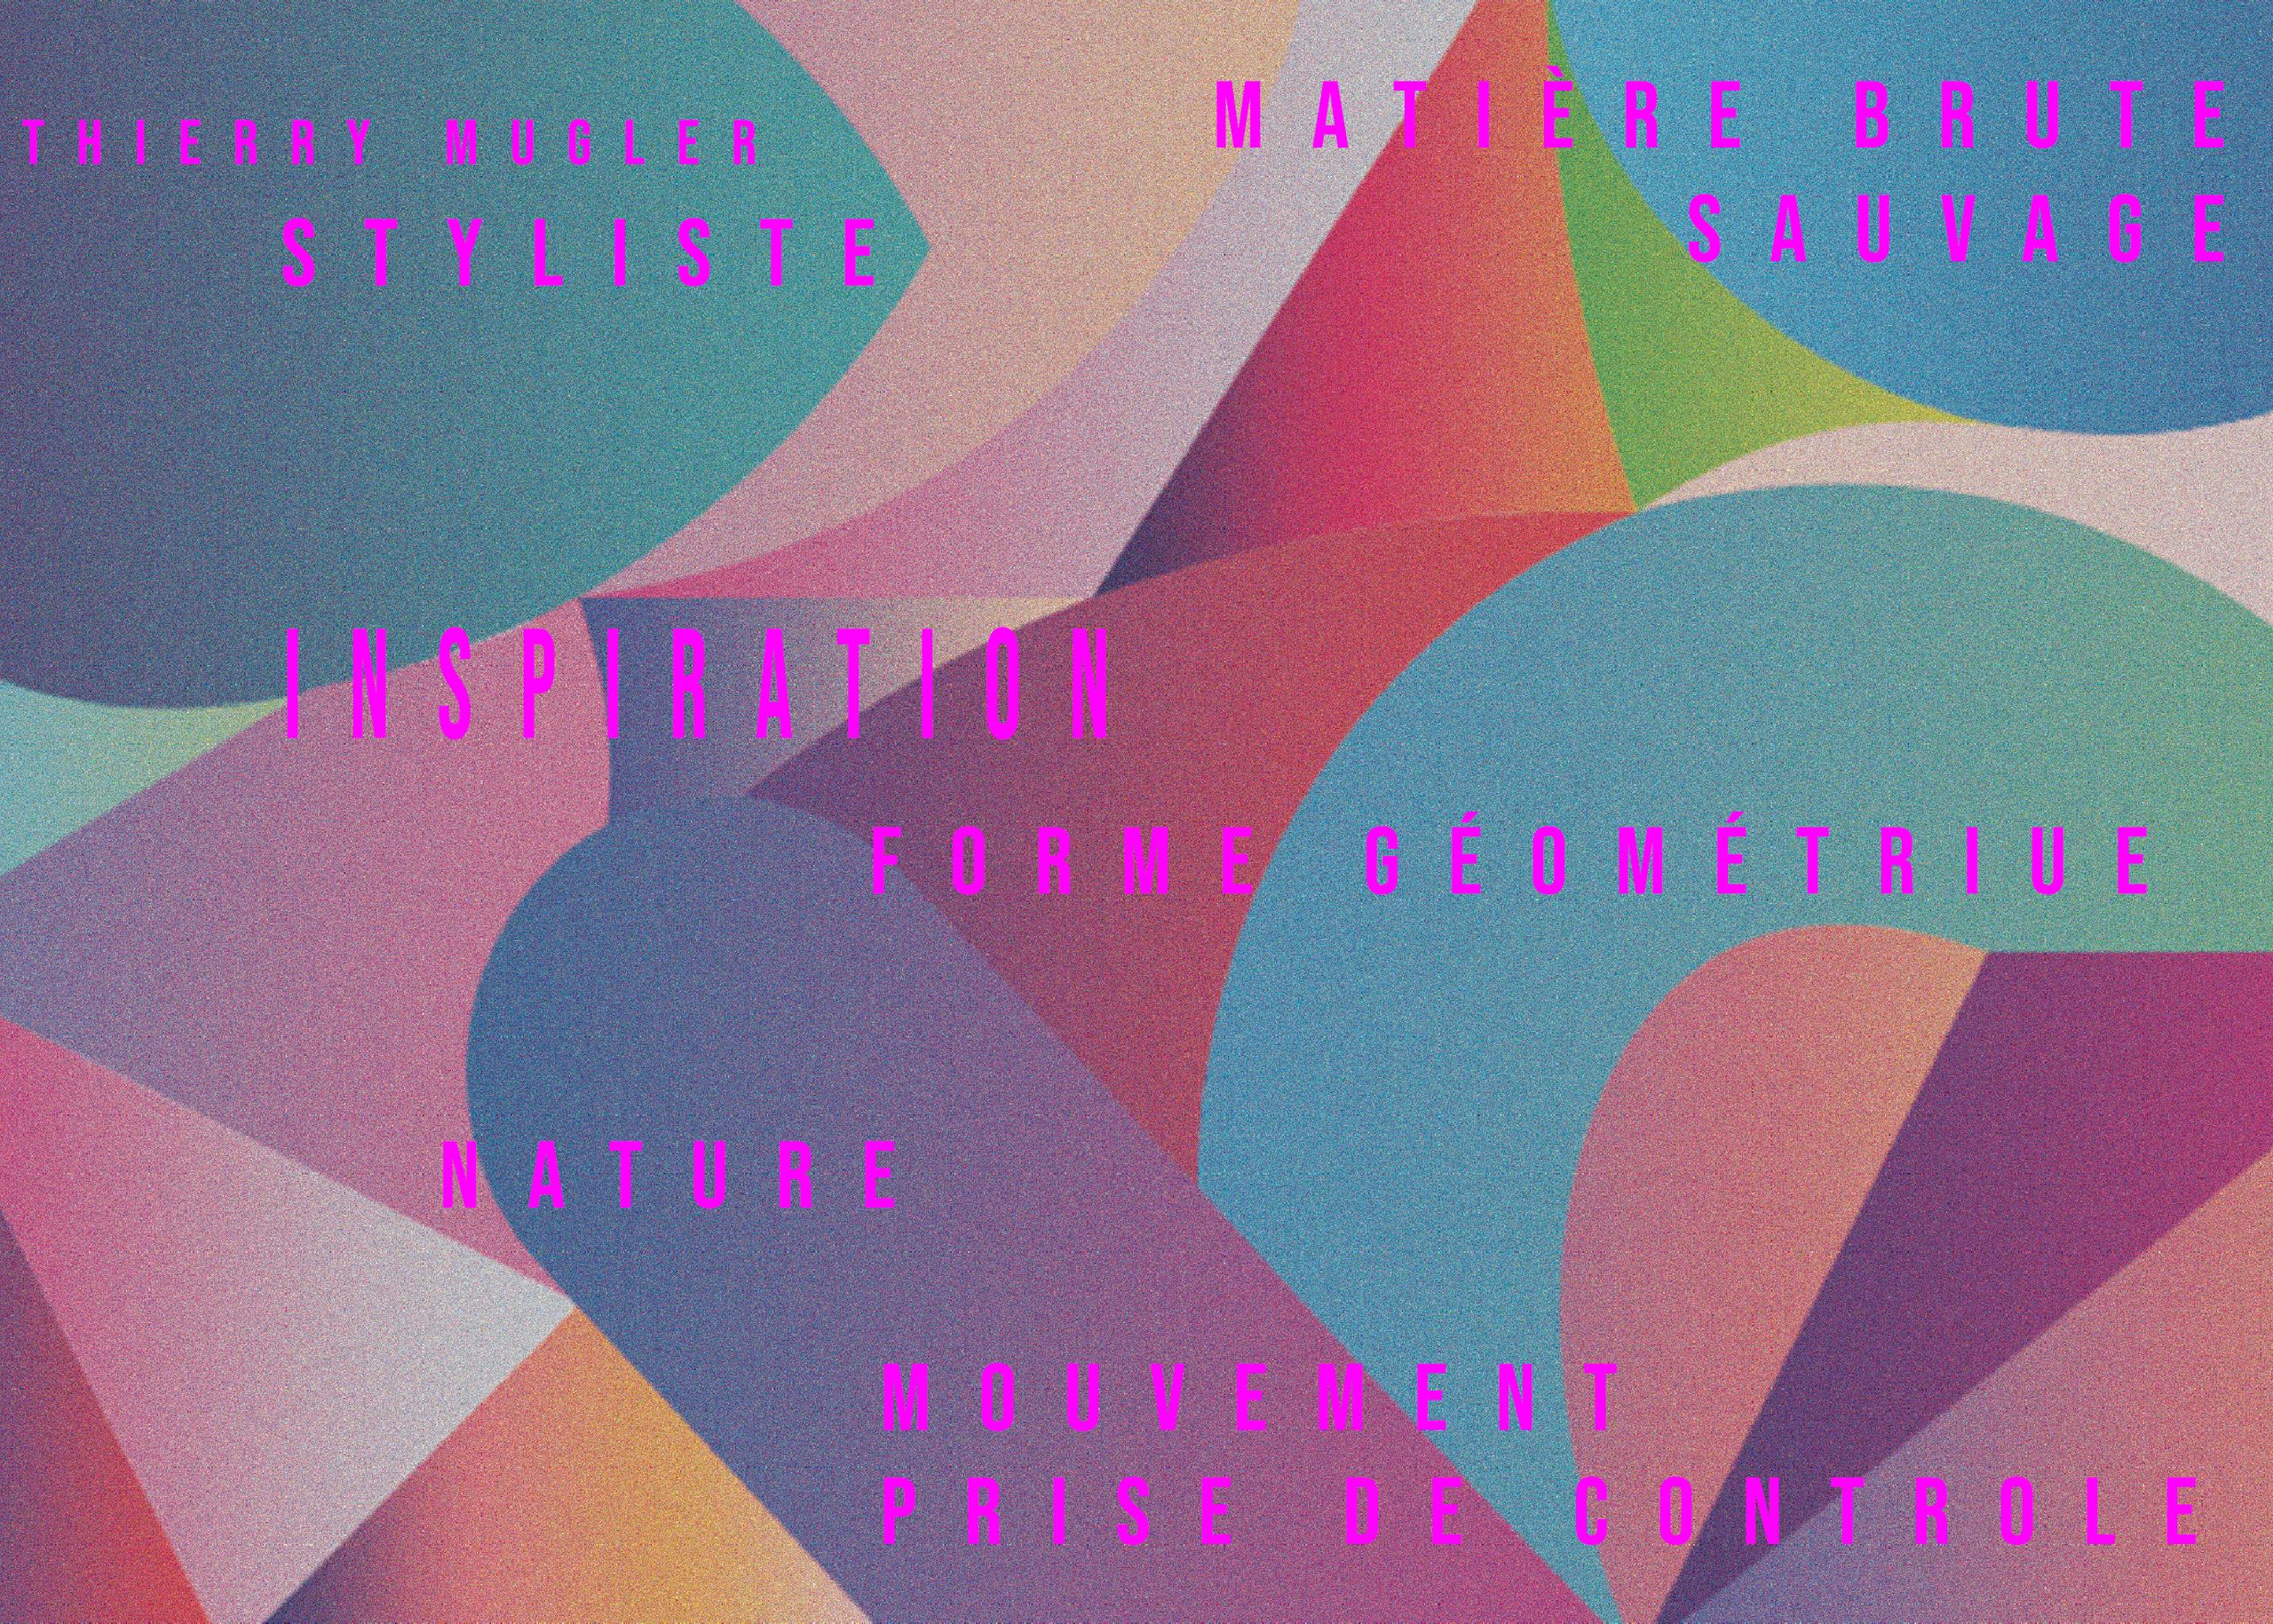 THIERRY MUGLER
STYLISTE
MATIÈRE BRUTE
SAUVAGE
INSPIRATION
FORME GÉOMÉTRIUE
NATURE
MOUVEMENT
PRISE DE CONTROLE